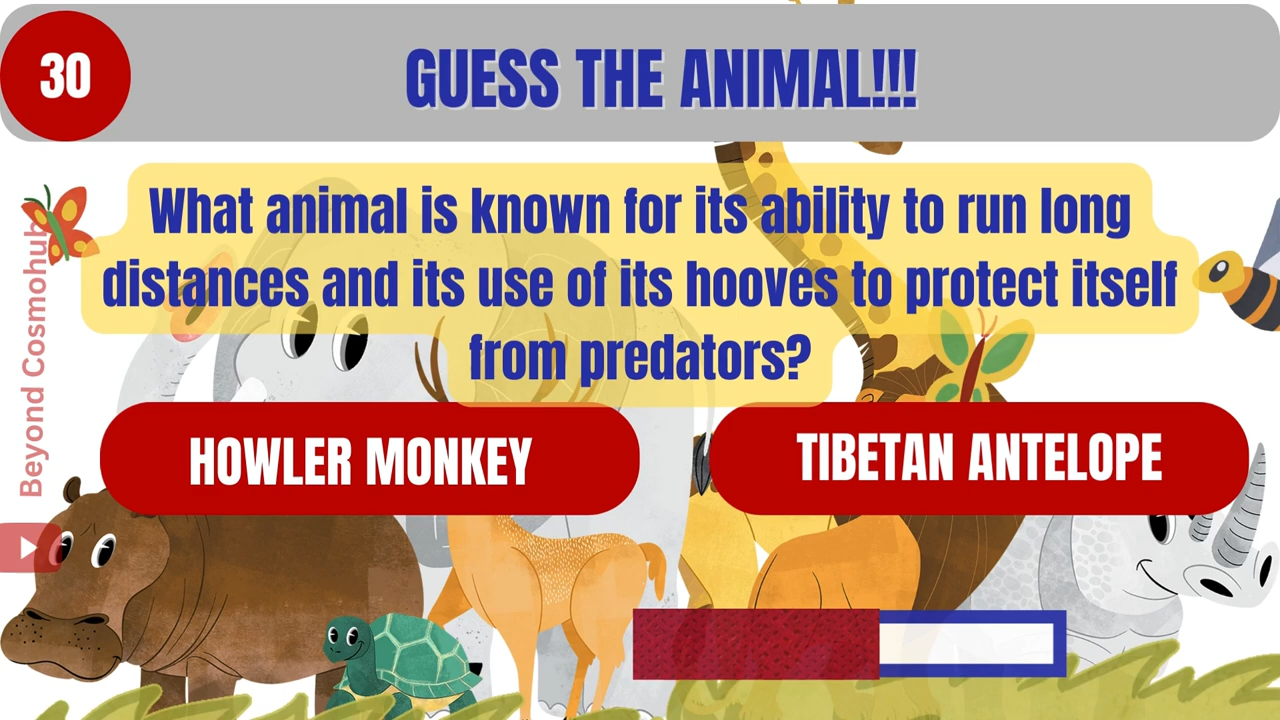 30
GUESS THE ANIMAL!!!
What animal is known for its ability to run long
distances and its use of its hooves to protect itself
from predators?
HOWLER MONKEY
TIBETAN ANTELOPE
Beyond Cosmohub